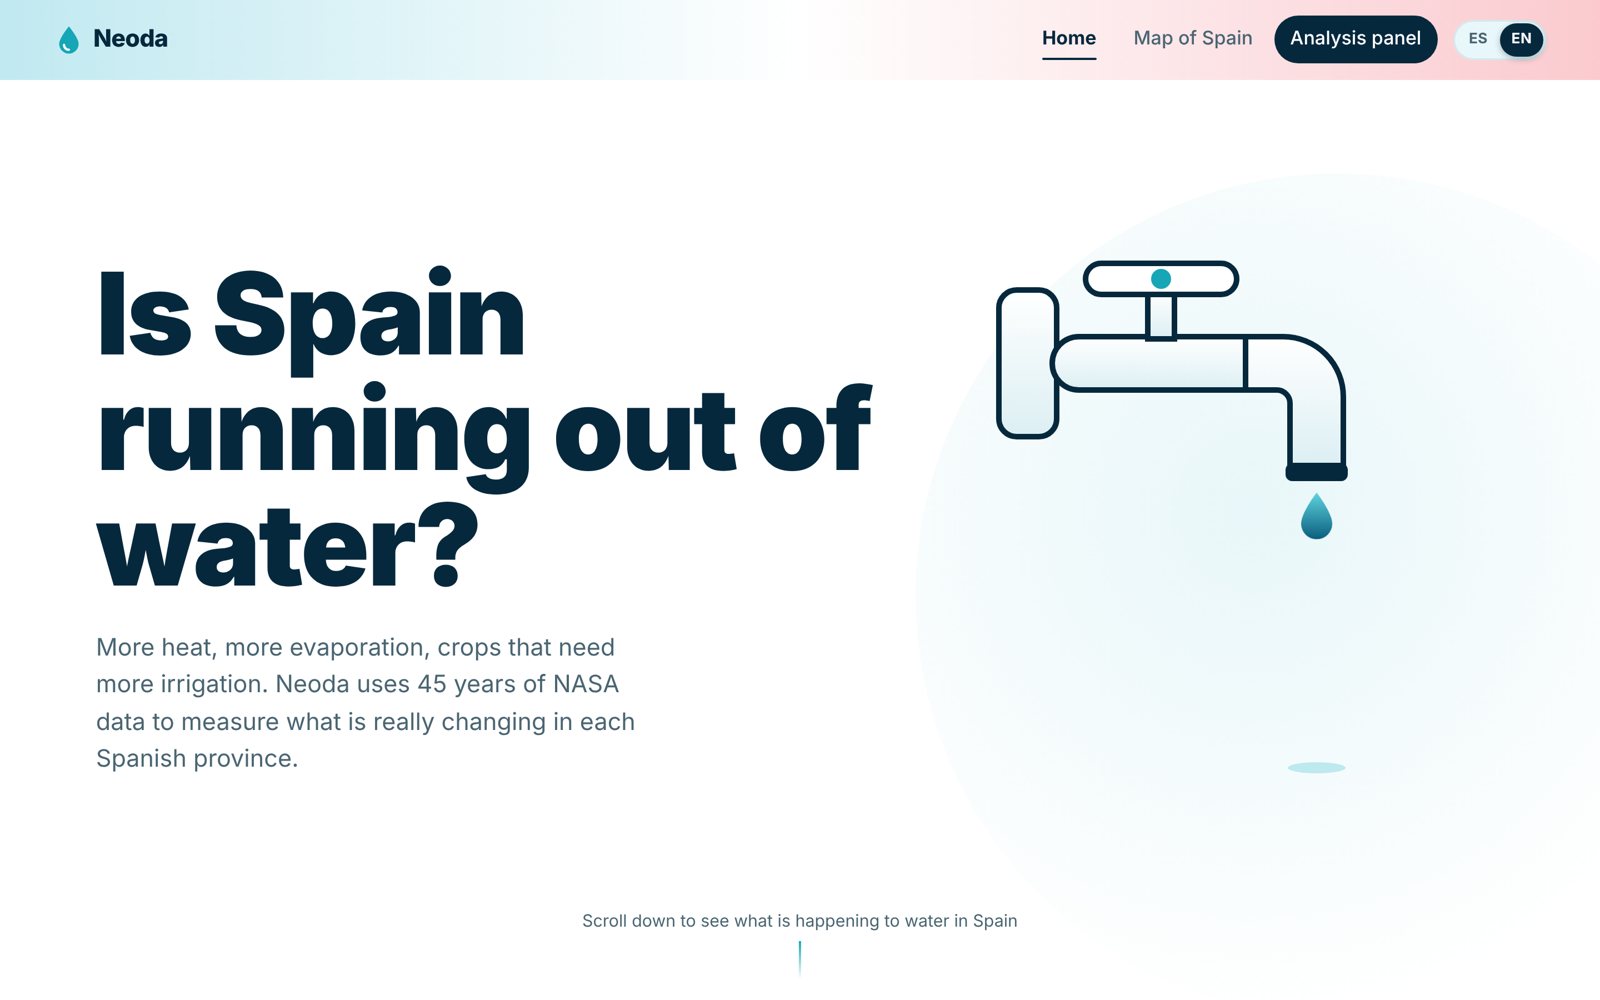 Neoda
Home
Map of Spain
Analysis panel
ES
EN
Is Spain
running out of
water?
More heat, more evaporation, crops that need
more irrigation. Neoda uses 45 years of NASA
data to measure what is really changing in each
Spanish province.
Scroll down to see what is happening to water in Spain